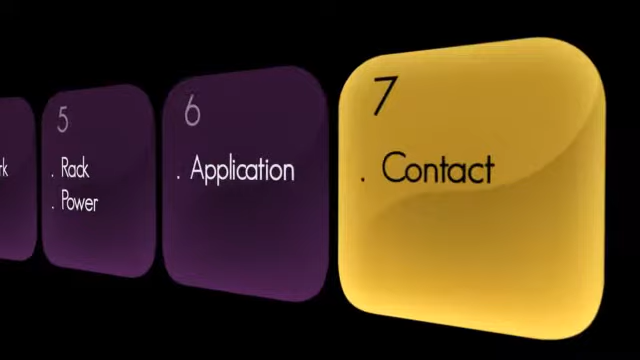 5
. Rack
. Power
6
. Application
7
. Contact